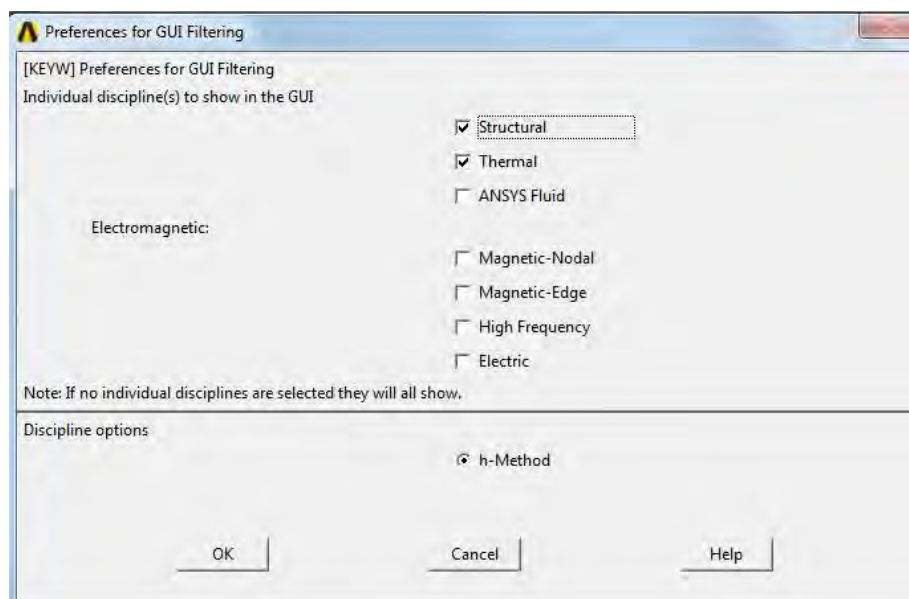 Preferences for GUI Filtering
[KEYW] Preferences for GUI Filtering
Individual discipline(s) to show in the GUI
Structural
Thermal
ANSYS Fluid
Electromagnetic:
Magnetic-Nodal
Magnetic-Edge
High Frequency
Electric
Note: If no individual disciplines are selected they will all show.
Discipline options
h-Method
OK Cancel Help